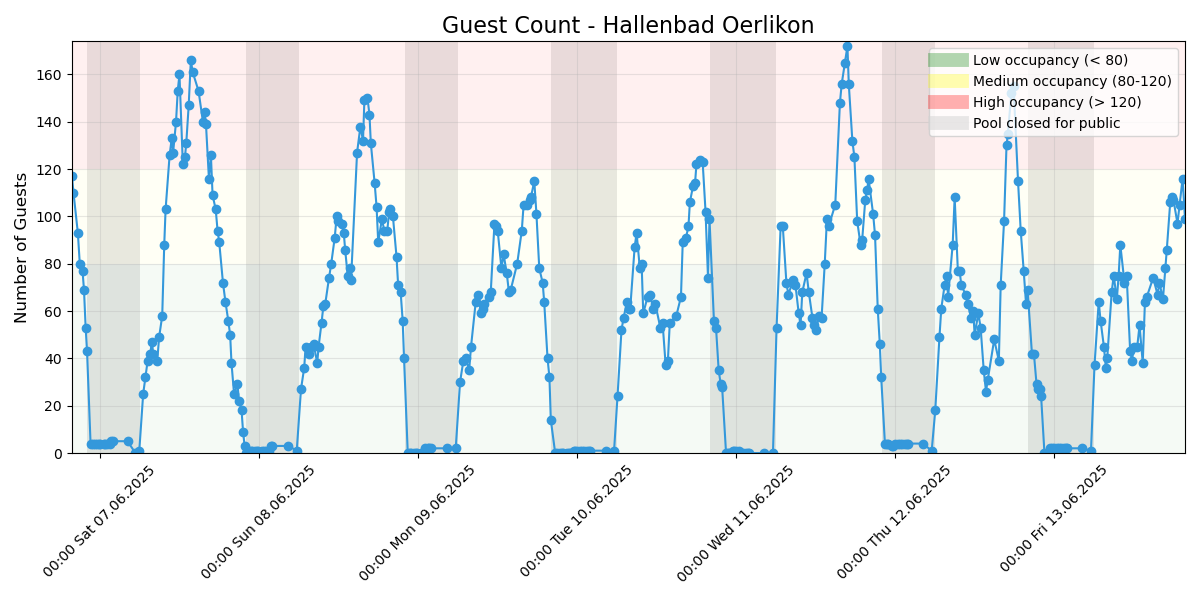 Guest Count - Hallenbad Oerlikon
Number of Guests
160
140
120
100
80
60
40
20
0
Low occupancy (< 80)
Medium occupancy (80-120)
High occupancy (> 120)
Pool closed for public
00:00 Sat 07.06.2025
00:00 Sun 08.06.2025
00:00 Mon 09.06.2025
00:00 Tue 10.06.2025
00:00 Wed 11.06.2025
00:00 Thu 12.06.2025
00:00 Fri 13.06.2025